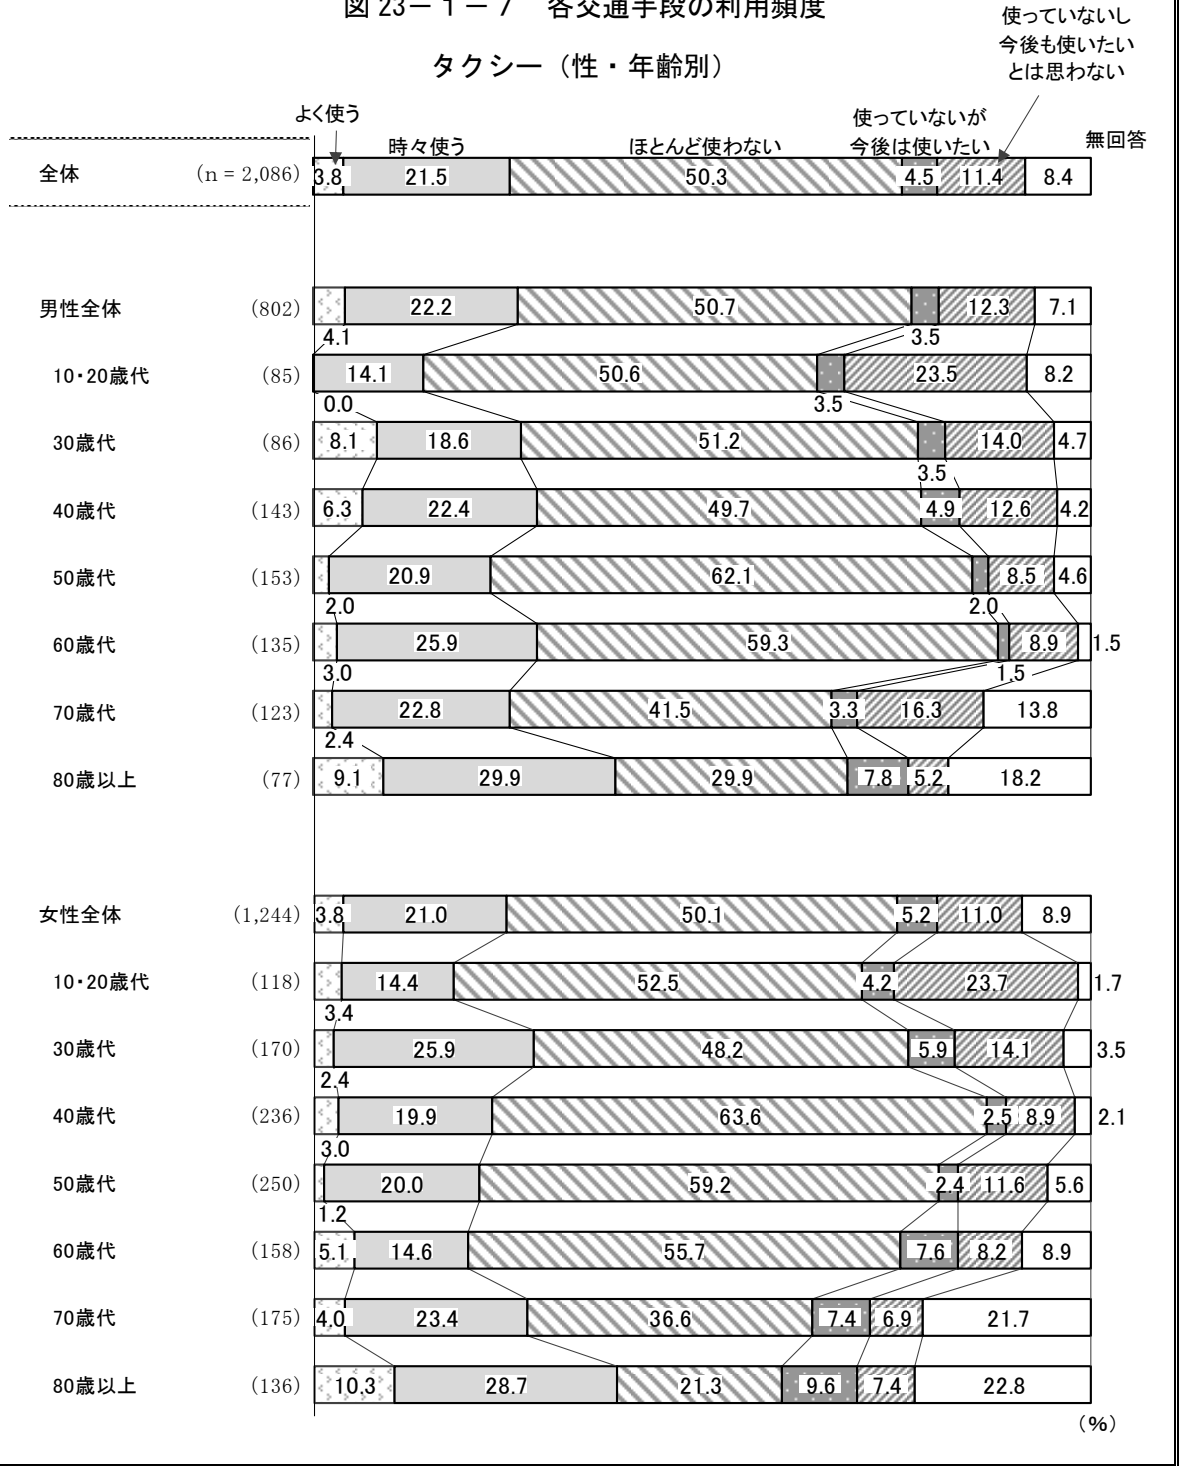 図 23－1－7 各交通手段の利用頻度
タクシー（性・年齢別）
使っていないし
今後も使いたい
とは思わない
よく使う
時々使う
ほとんど使わない
使っていないが
今後は使いたい
無回答
全体 (n = 2,086) 3.8 21.5 50.3 4.5 11.4 8.4
男性全体 (802) 22.2 50.7 12.3 7.1
4.1 3.5
10・20歳代 (85) 14.1 50.6 23.5 8.2
0.0 3.5
30歳代 (86) 8.1 18.6 51.2 14.0 4.7
3.5
40歳代 (143) 6.3 22.4 49.7 4.9 12.6 4.2
50歳代 (153) 20.9 62.1 8.5 4.6
2.0 2.0
60歳代 (135) 25.9 59.3 8.9 1.5
3.0 1.5
70歳代 (123) 22.8 41.5 3.3 16.3 13.8
2.4
80歳以上 (77) 9.1 29.9 29.9 7.8 5.2 18.2
女性全体 (1,244) 3.8 21.0 50.1 5.2 11.0 8.9
10・20歳代 (118) 14.4 52.5 4.2 23.7 1.7
3.4
30歳代 (170) 25.9 48.2 5.9 14.1 3.5
2.4
40歳代 (236) 19.9 63.6 2.5 8.9 2.1
3.0
50歳代 (250) 20.0 59.2 2.4 11.6 5.6
1.2
60歳代 (158) 5.1 14.6 55.7 7.6 8.2 8.9
70歳代 (175) 4.0 23.4 36.6 7.4 6.9 21.7
80歳以上 (136) 10.3 28.7 21.3 9.6 7.4 22.8
(%)